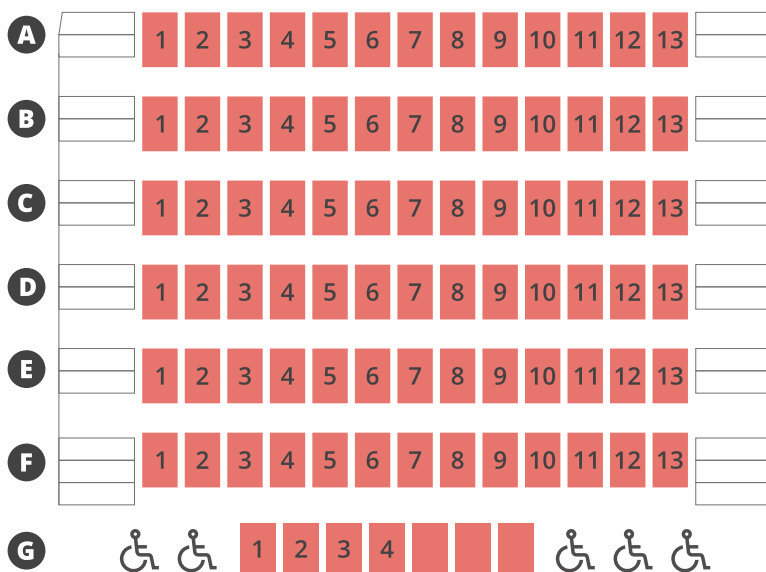 A 1 2 3 4 5 6 7 8 9 10 11 12 13
B 1 2 3 4 5 6 7 8 9 10 11 12 13
C 1 2 3 4 5 6 7 8 9 10 11 12 13
D 1 2 3 4 5 6 7 8 9 10 11 12 13
E 1 2 3 4 5 6 7 8 9 10 11 12 13
F 1 2 3 4 5 6 7 8 9 10 11 12 13
G 1 2 3 4